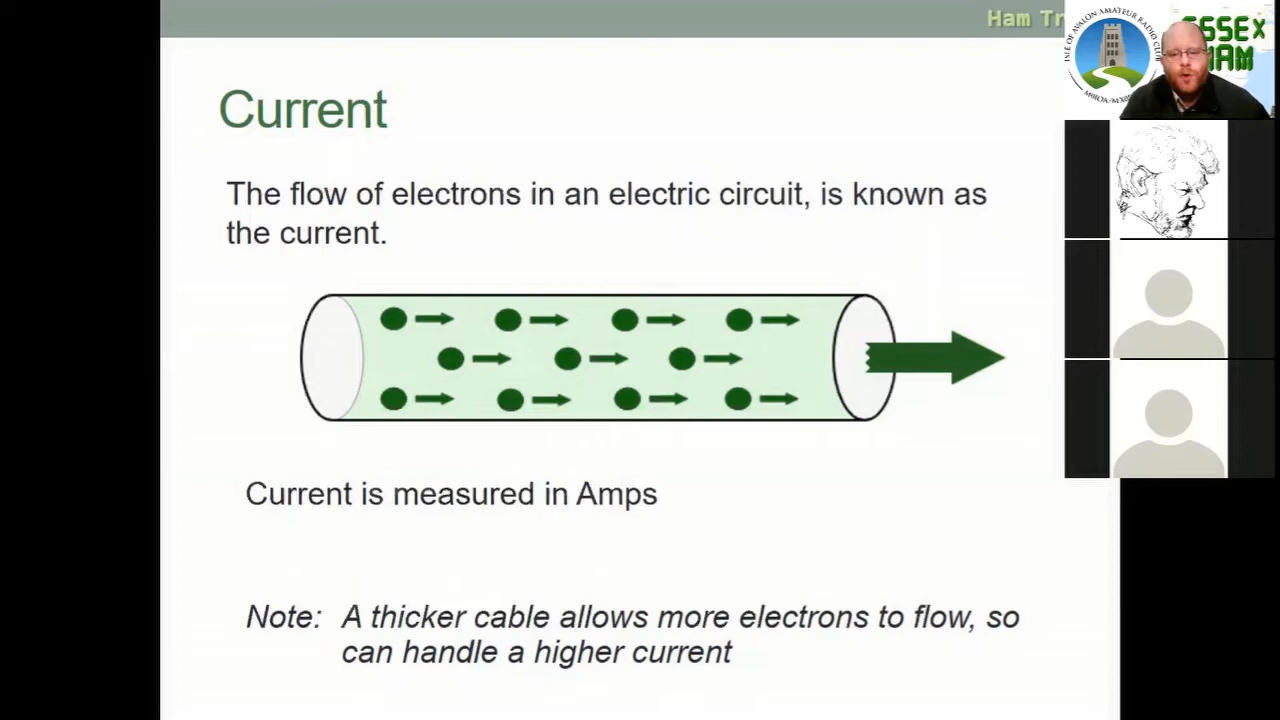 Ham Tr
ISLE OF AVALON AMATEUR RADIO CLUB
ESSEX
HAM
Current
The flow of electrons in an electric circuit, is known as
the current.
Current is measured in Amps
Note: A thicker cable allows more electrons to flow, so
can handle a higher current